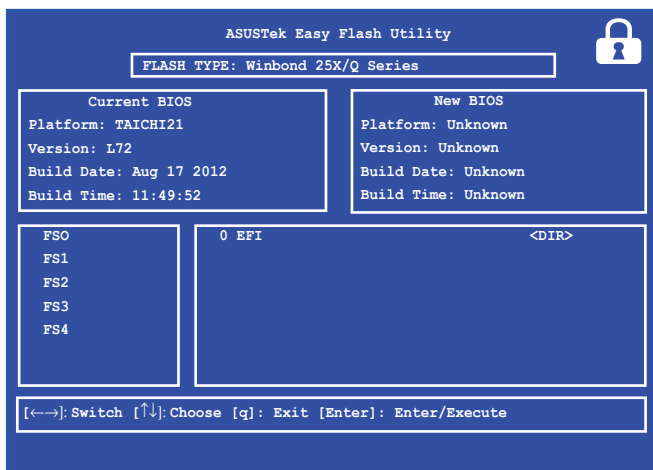 ASUSTek Easy Flash Utility
FLASH TYPE: Winbond 25X/Q Series
Current BIOS
Platform: TAICHI21
Version: L72
Build Date: Aug 17 2012
Build Time: 11:49:52
New BIOS
Platform: Unknown
Version: Unknown
Build Date: Unknown
Build Time: Unknown
FSO
FS1
FS2
FS3
FS4
0 EFI <DIR>
[←→]: Switch [↑↓]: Choose [q]: Exit [Enter]: Enter/Execute